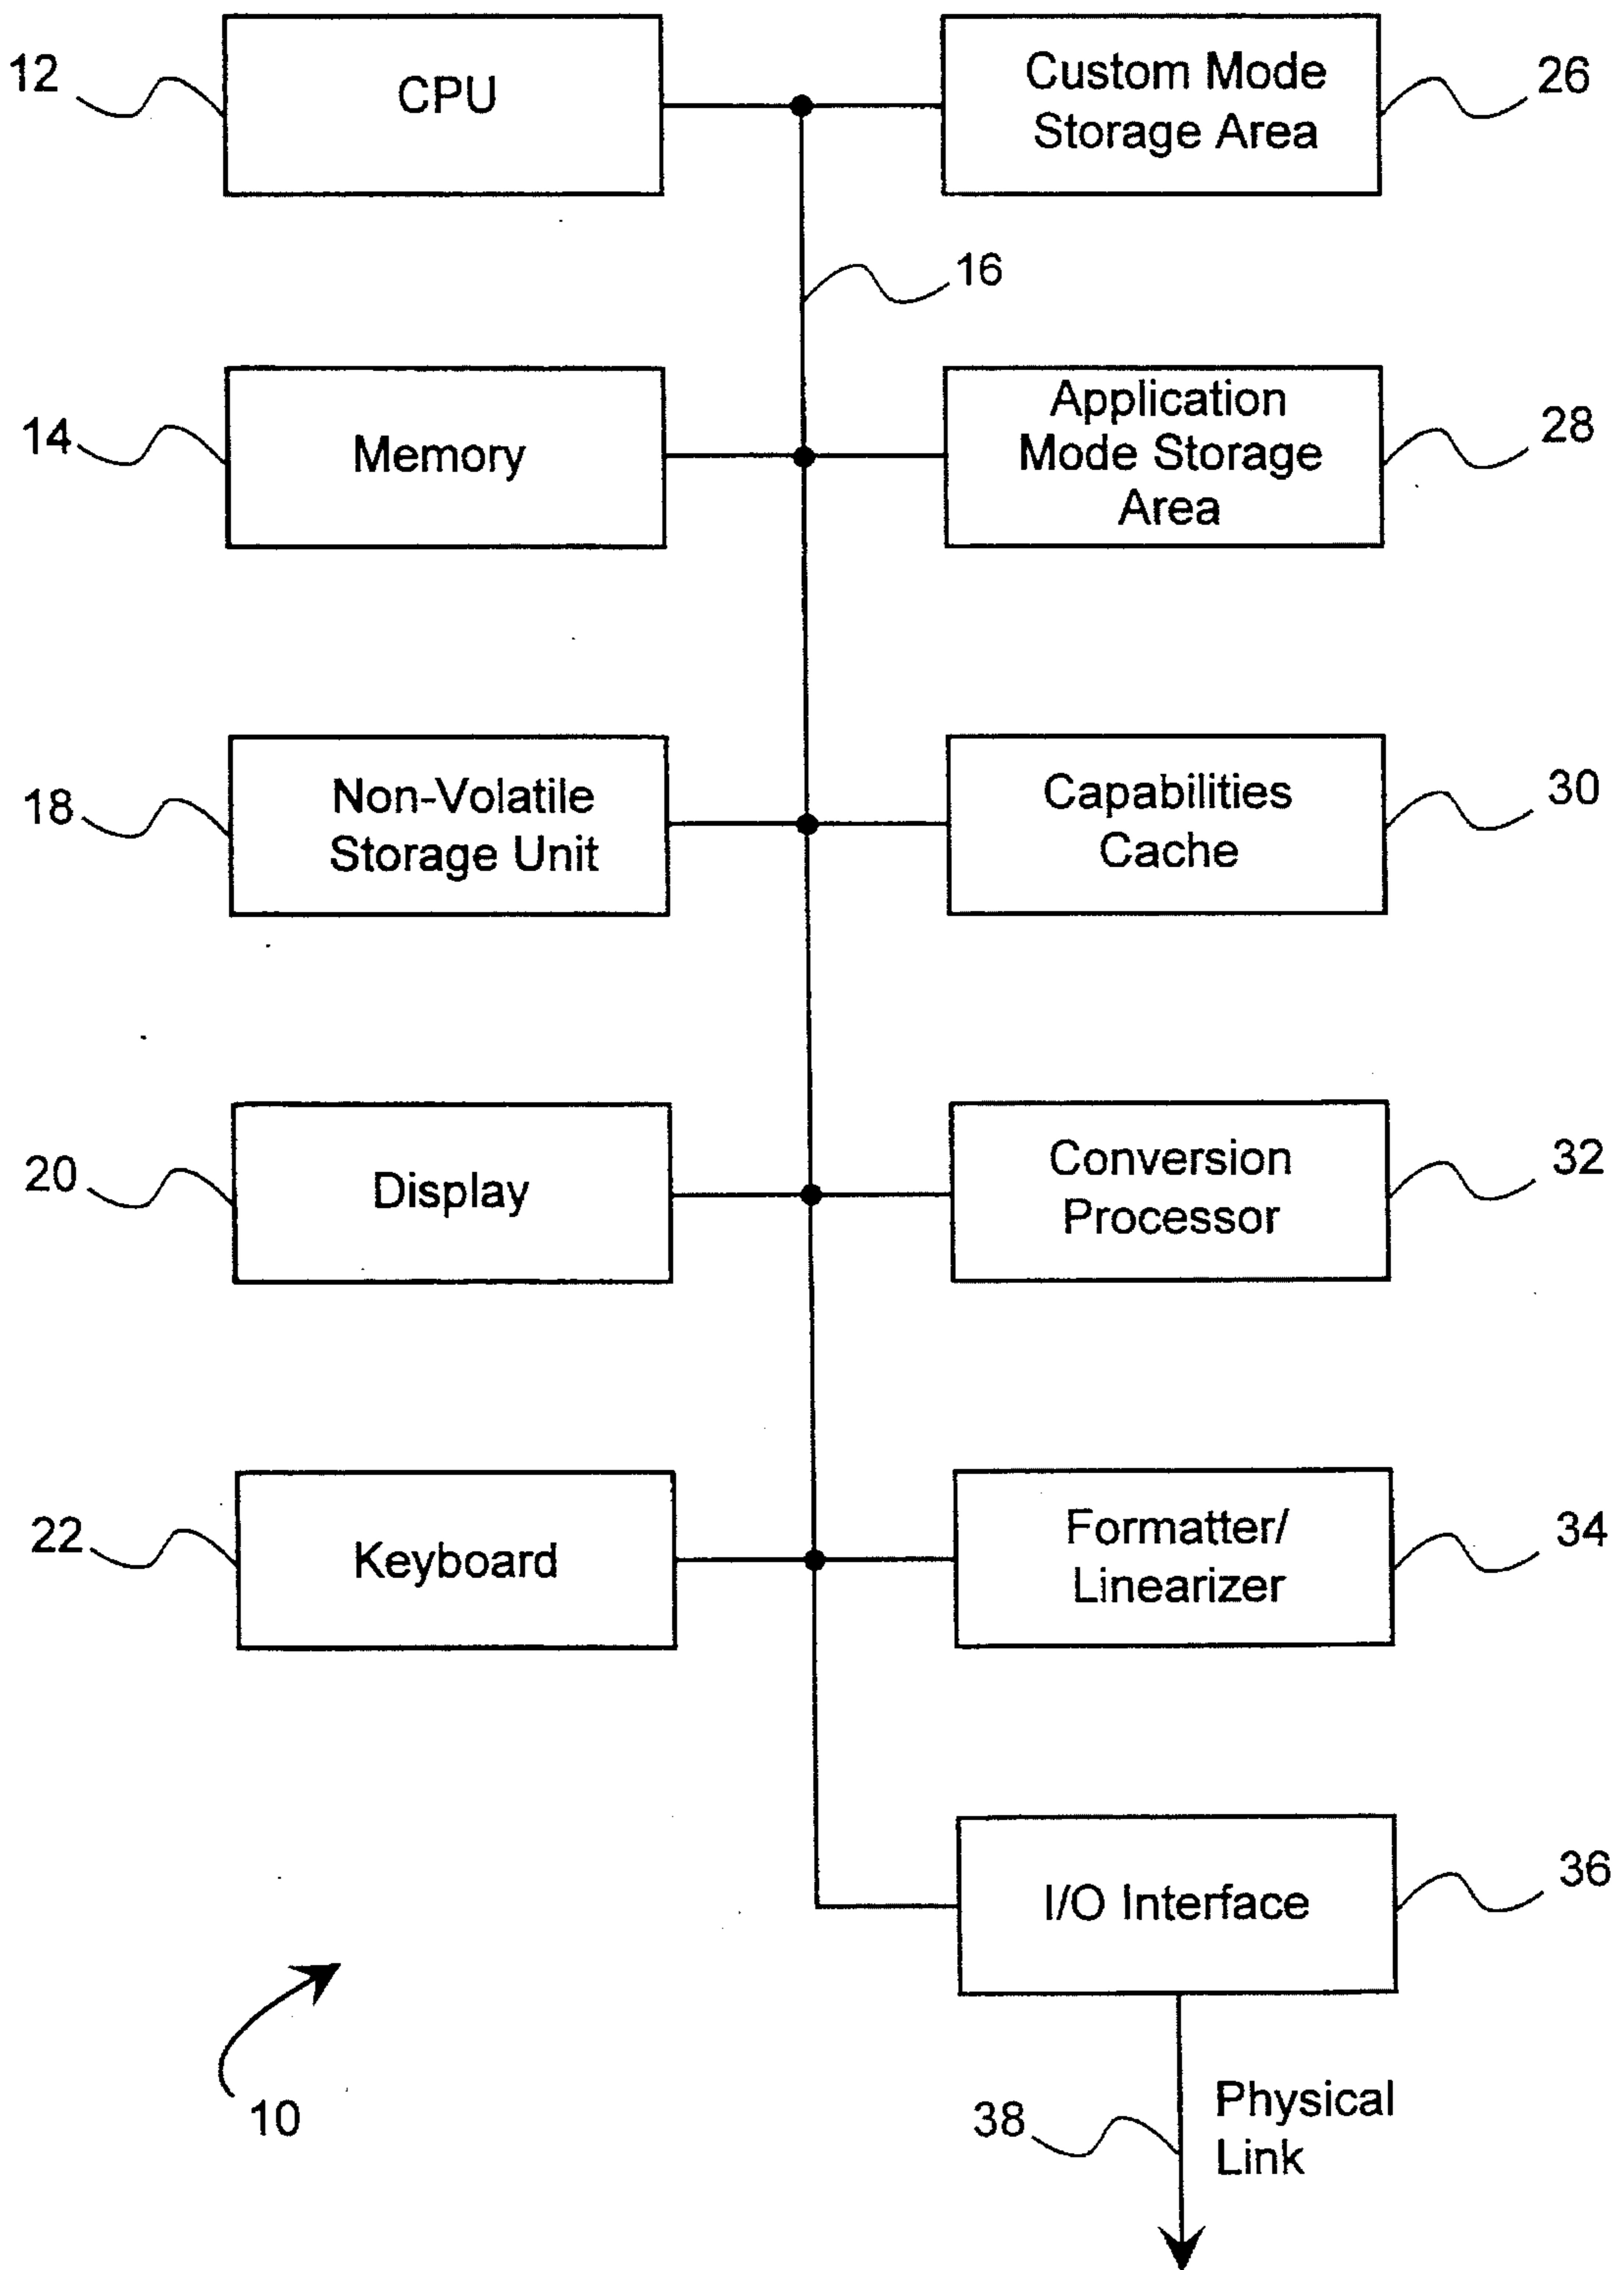 12
CPU
Custom Mode
Storage Area
26
16
14
Memory
Application
Mode Storage
Area
28
18
Non-Volatile
Storage Unit
Capabilities
Cache
30
20
Display
Conversion
Processor
32
22
Keyboard
Formatter/
Linearizer
34
I/O Interface
36
10
38
Physical
Link